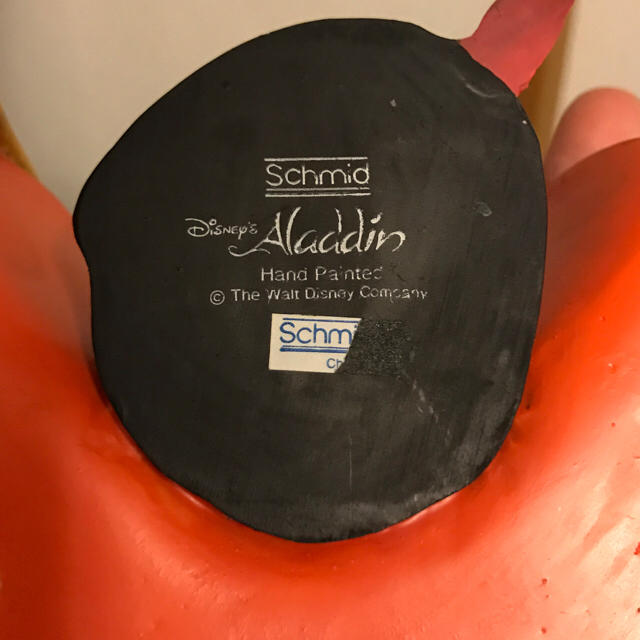 Schmid
Disney's Aladdin
Hand Painted
© The Walt Disney Company
Schmi
Ch